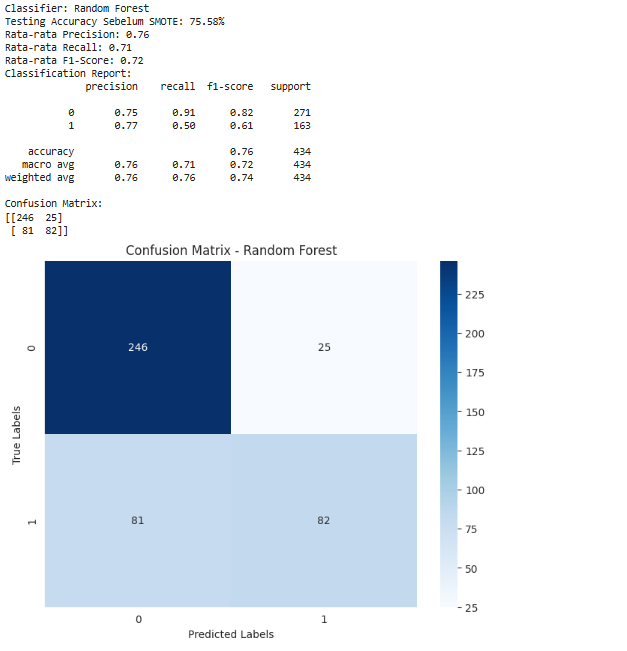 Classifier: Random Forest
Testing Accuracy Sebelum SMOTE: 75.58%
Rata-rata Precision: 0.76
Rata-rata Recall: 0.71
Rata-rata F1-Score: 0.72
Classification Report:
precision recall f1-score support
0 0.75 0.91 0.82 271
1 0.77 0.50 0.61 163
accuracy 0.76 434
macro avg 0.76 0.71 0.72 434
weighted avg 0.76 0.76 0.74 434
Confusion Matrix:
[[246 25]
[ 81 82]]
Confusion Matrix - Random Forest
246 25
81 82
0
1
True Labels
0 1
Predicted Labels
225
200
175
150
125
100
75
50
25